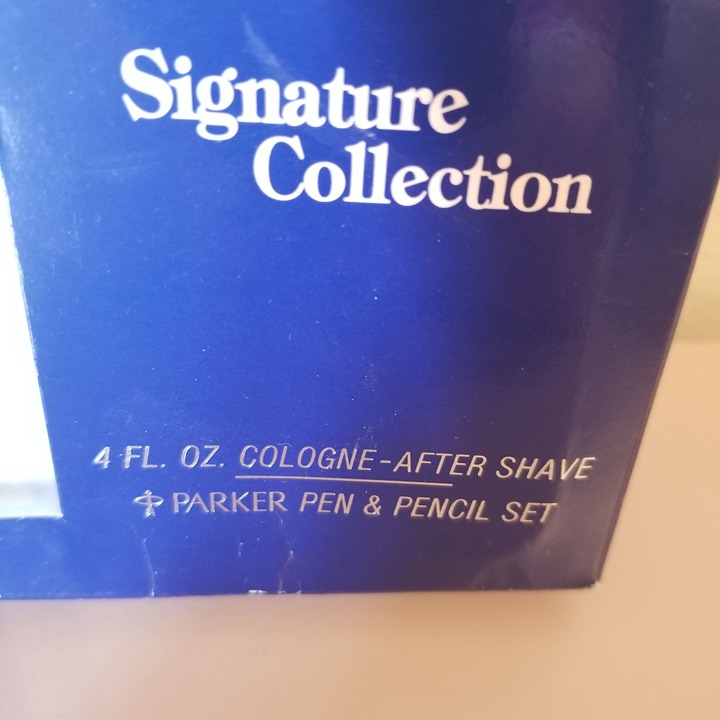 Signature
Collection
4 FL. OZ. COLOGNE-AFTER SHAVE
PARKER PEN & PENCIL SET